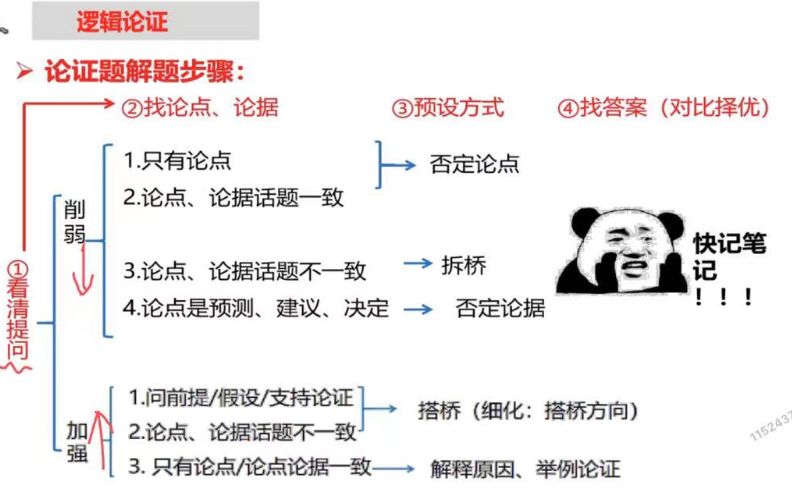 逻辑论证
论证题解题步骤：
②找论点、论据
③预设方式
④找答案（对比择优）
①看清提问
削弱
1.只有论点
2.论点、论据话题一致
否定论点
3.论点、论据话题不一致
拆桥
4.论点是预测、建议、决定
否定论据
快记笔
记
！！！
加强
1.问前提/假设/支持论证
2.论点、论据话题不一致
搭桥（细化：搭桥方向）
3. 只有论点/论点论据一致
解释原因、举例论证
1152437